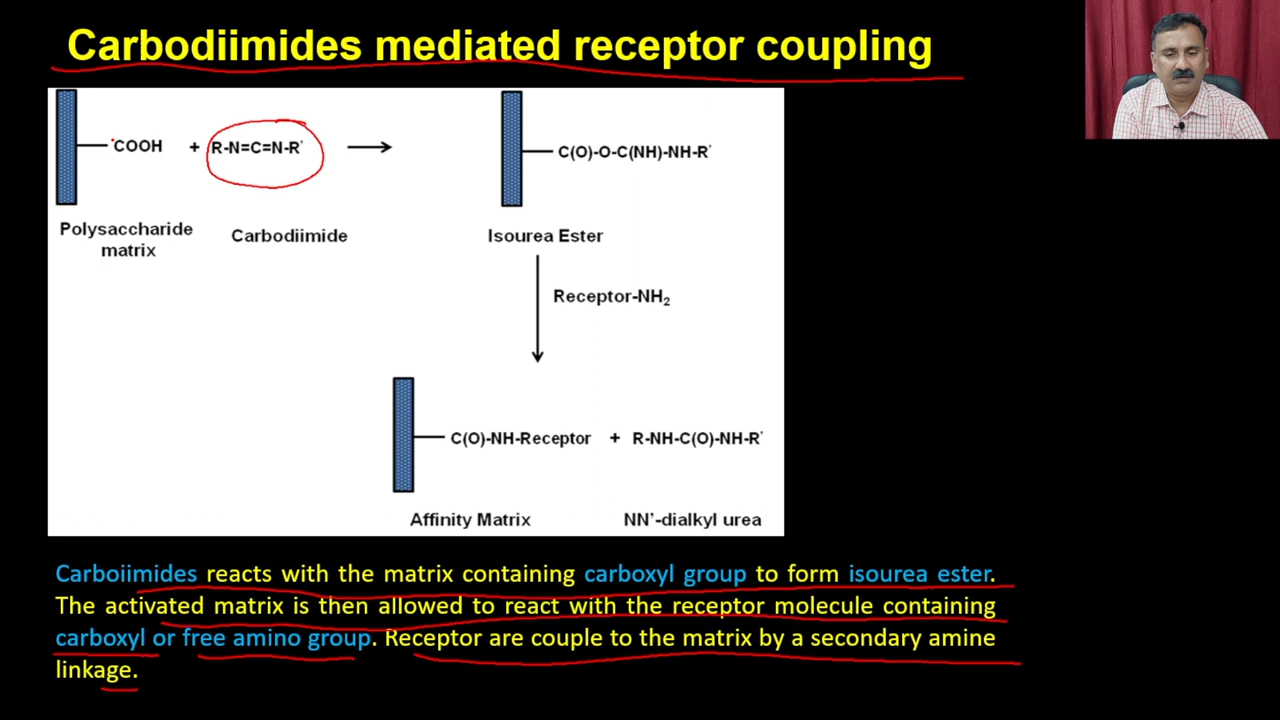 Carbodiimides mediated receptor coupling
COOH + R-N=C=N-R'
C(O)-O-C(NH)-NH-R'
Polysaccharide
matrix
Carbodiimide
Isourea Ester
Receptor-NH₂
C(O)-NH-Receptor + R-NH-C(O)-NH-R'
Affinity Matrix
NN'-dialkyl urea
Carboiimides reacts with the matrix containing carboxyl group to form isourea ester.
The activated matrix is then allowed to react with the receptor molecule containing
carboxyl or free amino group. Receptor are couple to the matrix by a secondary amine
linkage.